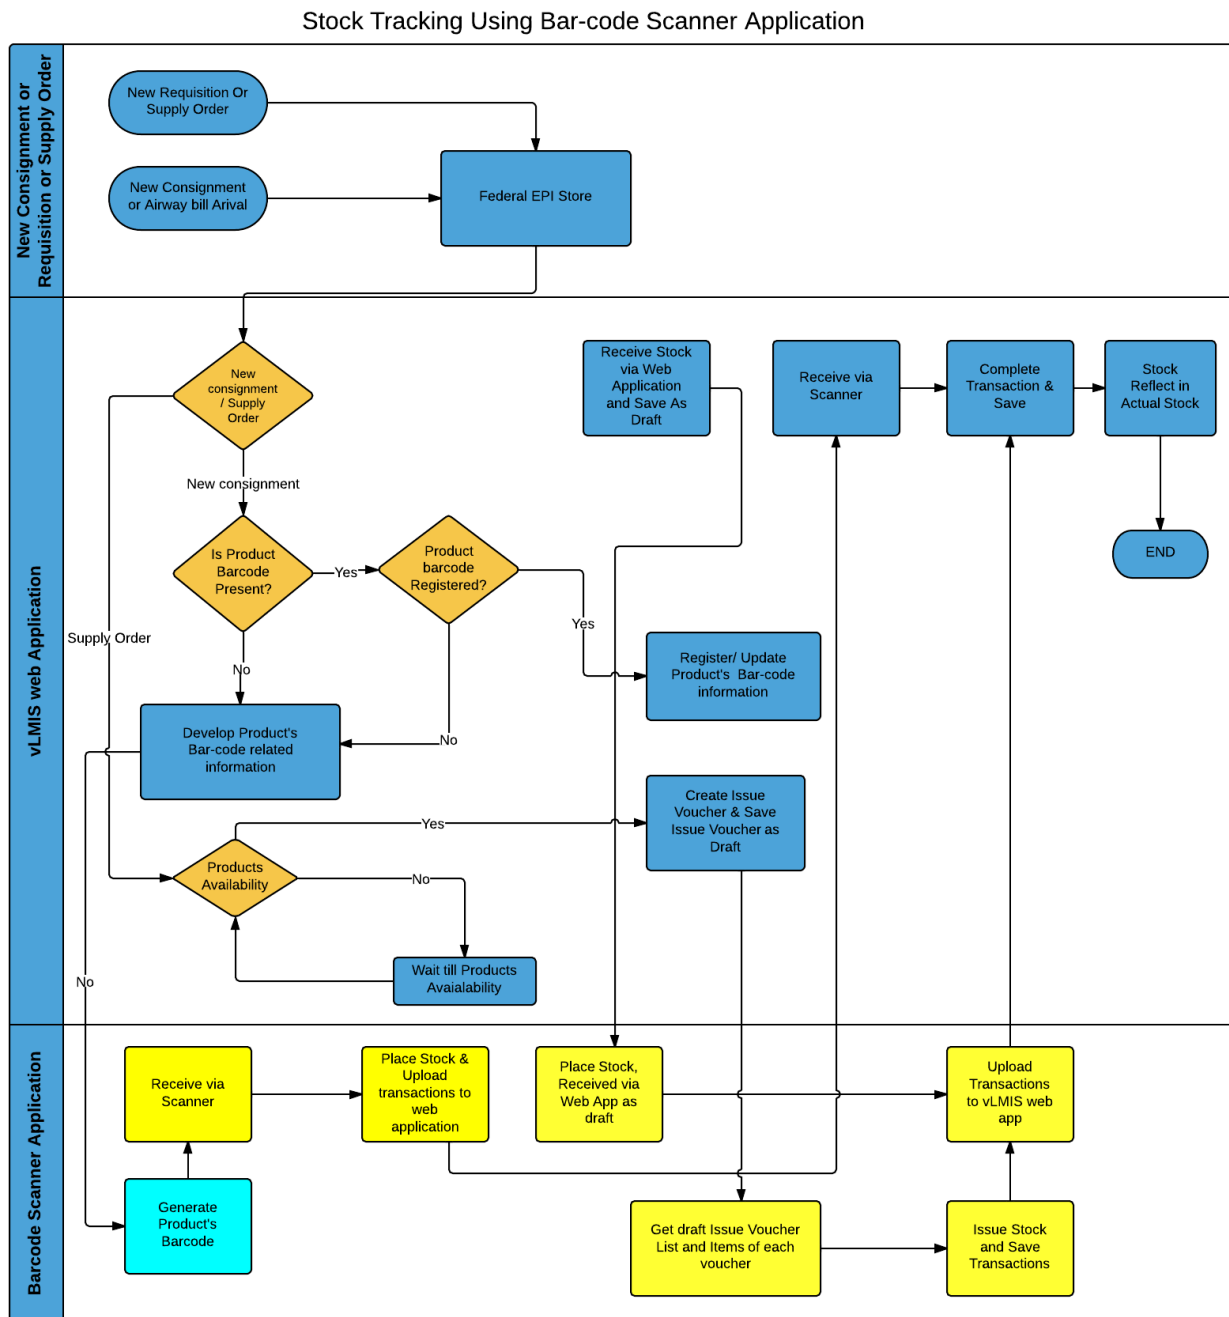 Stock Tracking Using Bar-code Scanner Application
New Consignment or
Requisition or Supply Order
New Requisition Or
Supply Order
New Consignment
or Airway bill Arival
Federal EPI Store
vLMIS web Application
New
consignment
/ Supply
Order
Receive Stock
via Web
Application
and Save As
Draft
Receive via
Scanner
Complete
Transaction &
Save
Stock
Reflect in
Actual Stock
New consignment
Is Product
Barcode
Present?
Yes
Product
barcode
Registered?
END
Yes
Supply Order
No
Register/ Update
Product's Bar-code
information
Develop Product's
Bar-code related
information
No
Create Issue
Voucher & Save
Issue Voucher as
Draft
Yes
Products
Availability
No
Wait till Products
Avaialability
No
Barcode Scanner Application
Receive via
Scanner
Place Stock &
Upload
transactions to
web
application
Place Stock,
Received via
Web App as
draft
Upload
Transactions
to vLMIS web
app
Generate
Product's
Barcode
Get draft Issue Voucher
List and Items of each
voucher
Issue Stock
and Save
Transactions